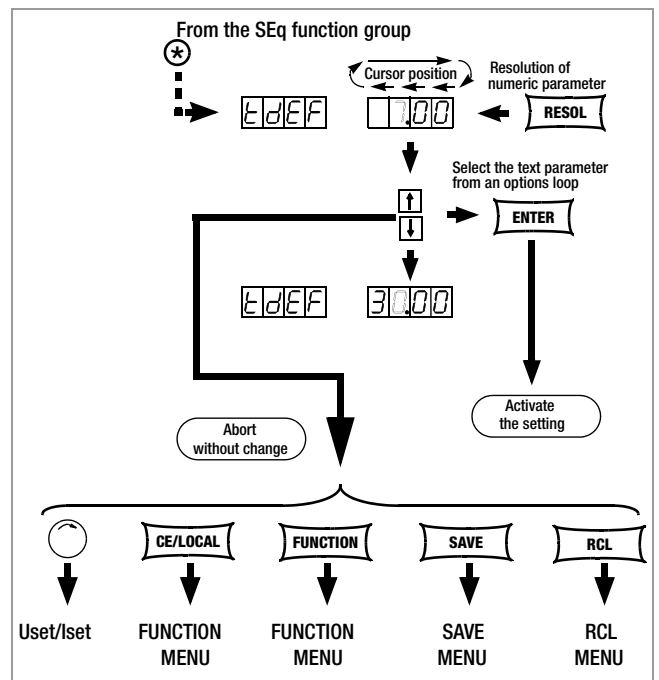 From the SEq function group
*
Cursor position
Resolution of
numeric parameter
tdEF
7.00
RESOL
Select the text parameter
from an options loop
↑
↓
ENTER
tdEF
30.00
Abort
without change
Activate
the setting
CE/LOCAL
FUNCTION
SAVE
RCL
Uset/Iset
FUNCTION
MENU
FUNCTION
MENU
SAVE
MENU
RCL
MENU